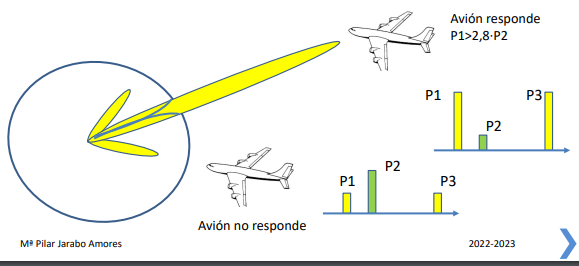 Avión responde
P1>2,8·P2
P1
P3
P2
P2
P1
P3
Avión no responde
Mª Pilar Jarabo Amores
2022-2023